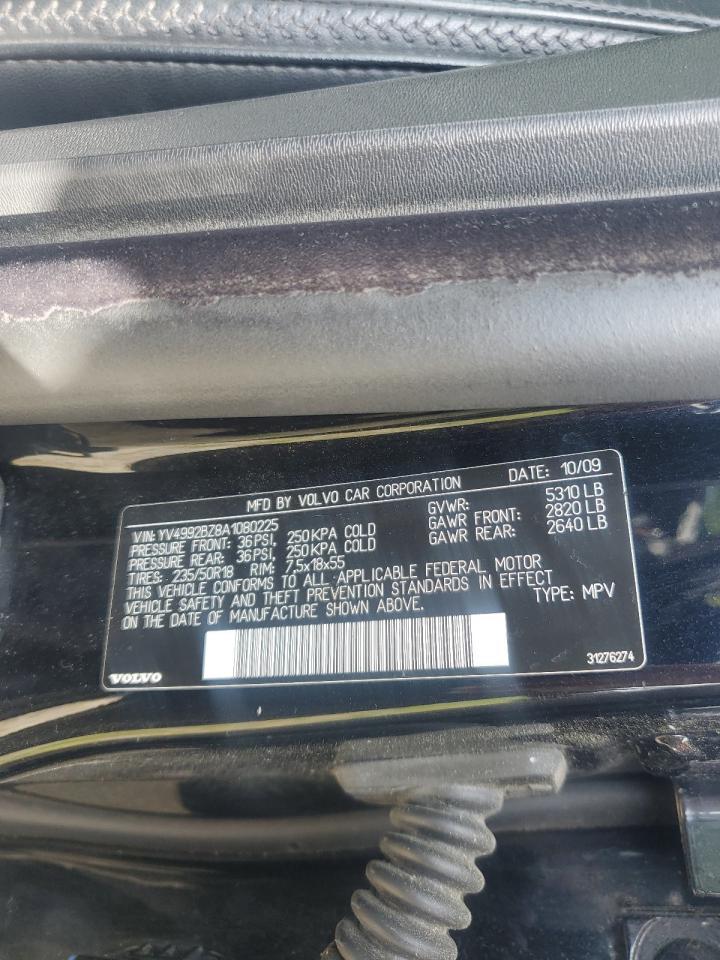 MFD BY VOLVO CAR CORPORATION DATE: 10/09
VIN: YV4992BZ8A1080225 GVWR: 5310 LB
PRESSURE FRONT: 36PSI, 250KPA COLD GAWR FRONT: 2820 LB
PRESSURE REAR: 36PSI, 250KPA COLD GAWR REAR: 2640 LB
TIRES: 235/50R18 RIM: 7,5x18x55
THIS VEHICLE CONFORMS TO ALL APPLICABLE FEDERAL MOTOR
VEHICLE SAFETY AND THEFT PREVENTION STANDARDS IN EFFECT
ON THE DATE OF MANUFACTURE SHOWN ABOVE. TYPE: MPV
VOLVO 31276274